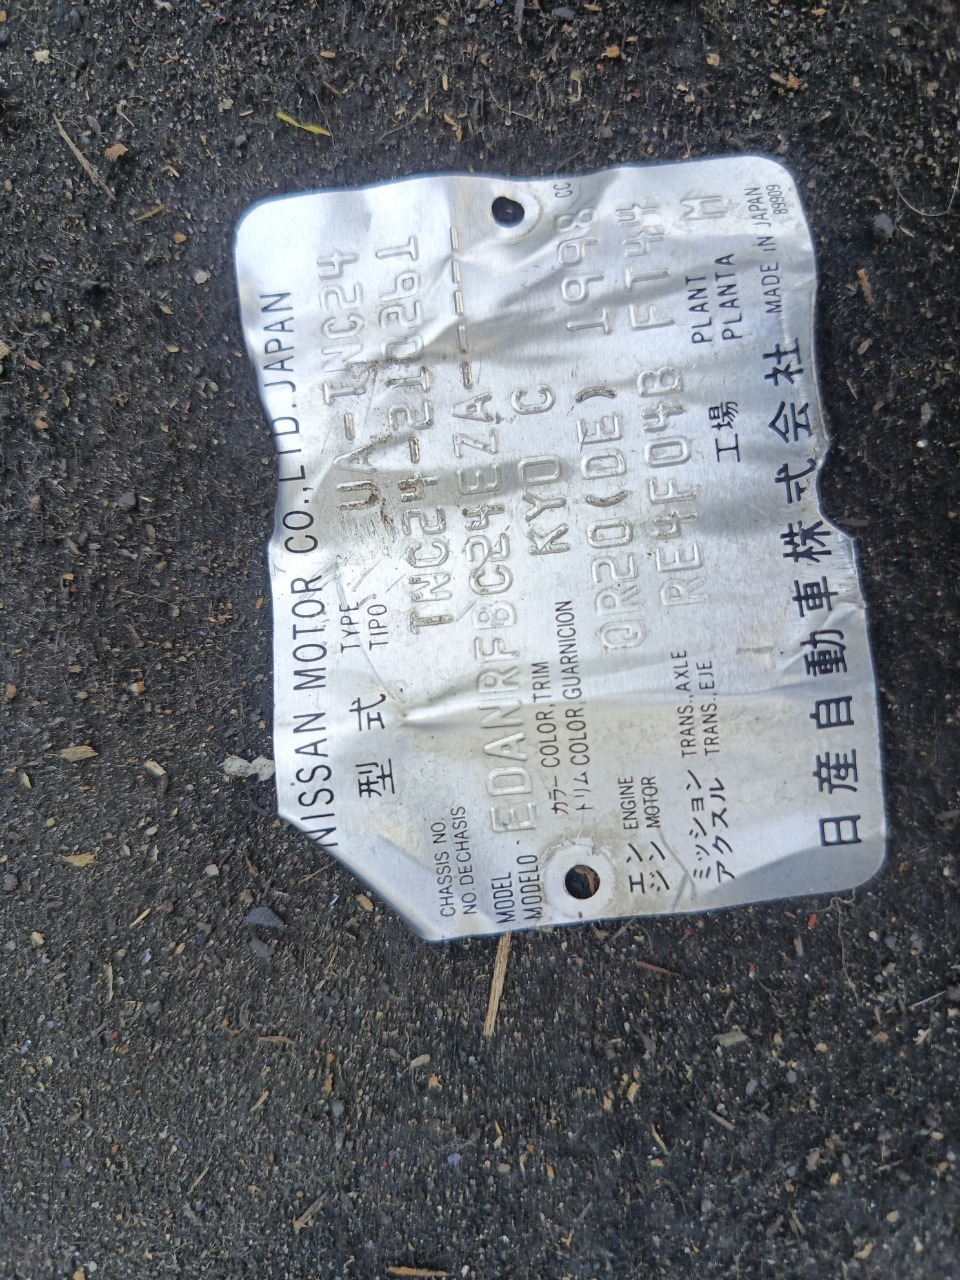 NISSAN MOTOR CO., LTD. JAPAN
型式 TYPE TIPO UA-TNC24
CHASSIS NO. NO. DE CHASIS TNC24-210261
MODEL MODELO EDANRFBC24EZA------
カラー COLOR, TRIM
トリム COLOR, GUARNICION KYO C
エンジン ENGINE MOTOR QR20(DE) 1998 CC
ミッション TRANS., AXLE
アクスル TRANS., EJE RE4F04B FT44
工場 PLANT PLANTA M
日産自動車株式会社 MADE IN JAPAN
89909